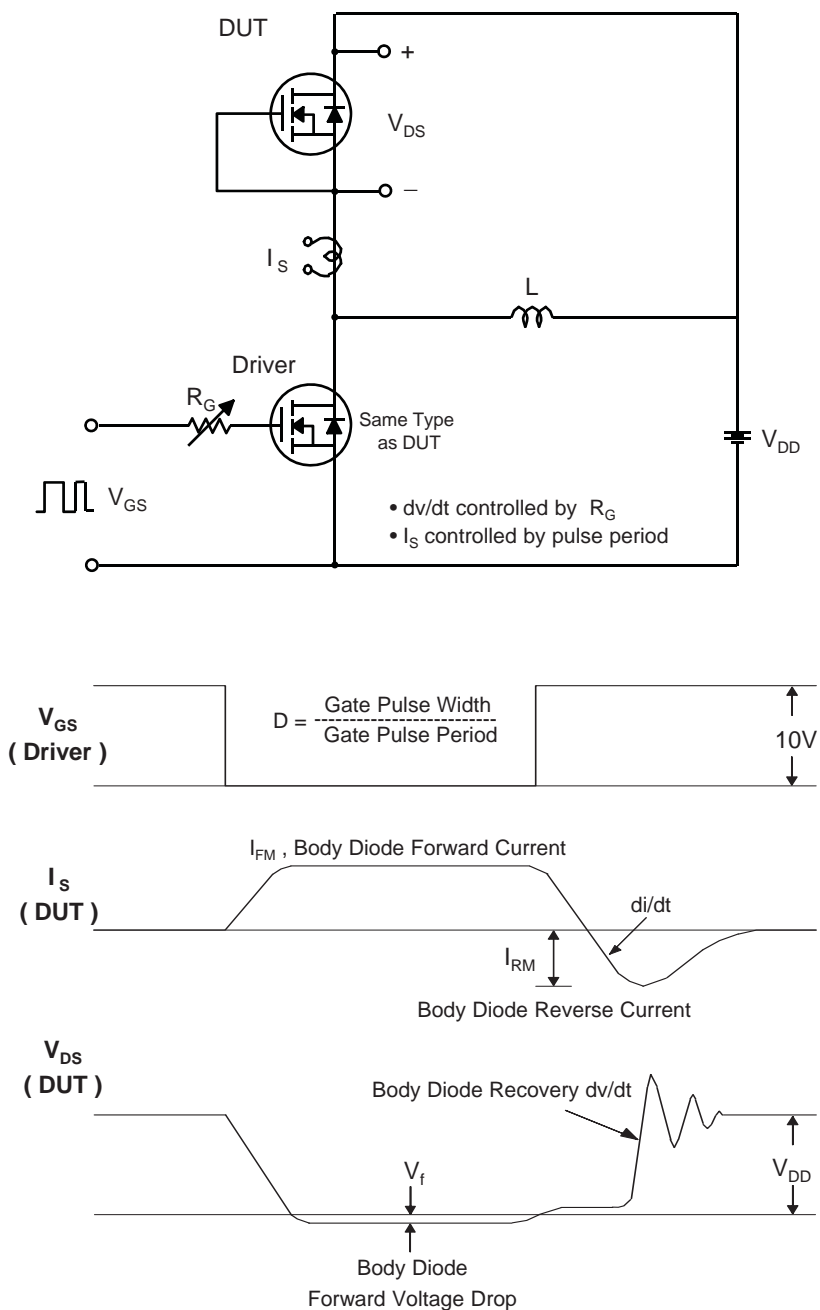 DUT
+
V_DS
−
I_S
L
Driver
R_G
Same Type
as DUT
V_DD
V_GS
• dv/dt controlled by R_G
• I_S controlled by pulse period
V_GS
( Driver )
D = Gate Pulse Width
Gate Pulse Period
10V
I_FM , Body Diode Forward Current
I_S
( DUT )
di/dt
I_RM
Body Diode Reverse Current
V_DS
( DUT )
Body Diode Recovery dv/dt
V_f
V_DD
Body Diode
Forward Voltage Drop